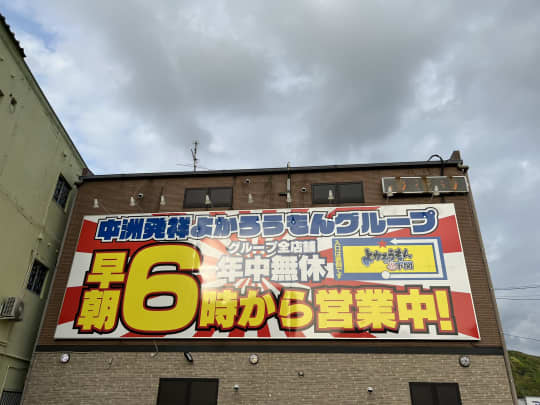 中洲発祥よかろうもんグループ
グループ全店舗
年中無休
早朝6時から営業中!
よかろうもん